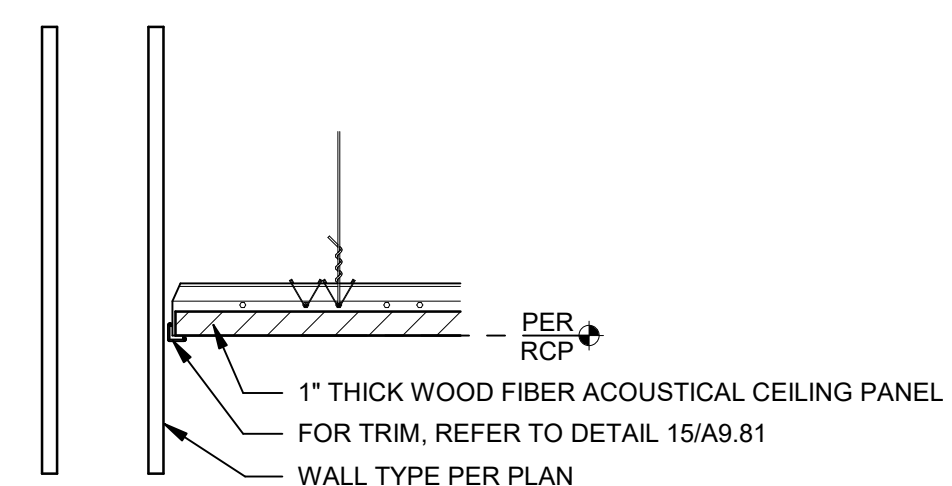 PER
RCP
1" THICK WOOD FIBER ACOUSTICAL CEILING PANEL
FOR TRIM, REFER TO DETAIL 15/A9.81
WALL TYPE PER PLAN